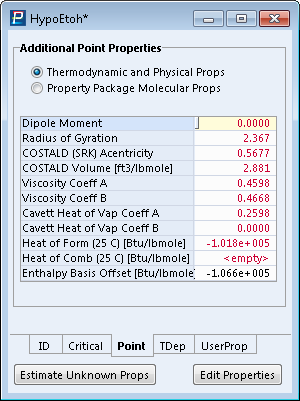 HypoEtoh*
Additional Point Properties
Thermodynamic and Physical Props
Property Package Molecular Props
Dipole Moment 0.0000
Radius of Gyration 2.367
COSTALD (SRK) Acentricity 0.5677
COSTALD Volume [ft3/lbmole] 2.881
Viscosity Coeff A 0.4598
Viscosity Coeff B 0.4668
Cavett Heat of Vap Coeff A 0.2598
Cavett Heat of Vap Coeff B 0.0000
Heat of Form (25 C) [Btu/lbmole] -1.018e+005
Heat of Comb (25 C) [Btu/lbmole] <empty>
Enthalpy Basis Offset [Btu/lbmole] -1.066e+005
ID Critical Point TDep UserProp
Estimate Unknown Props Edit Properties